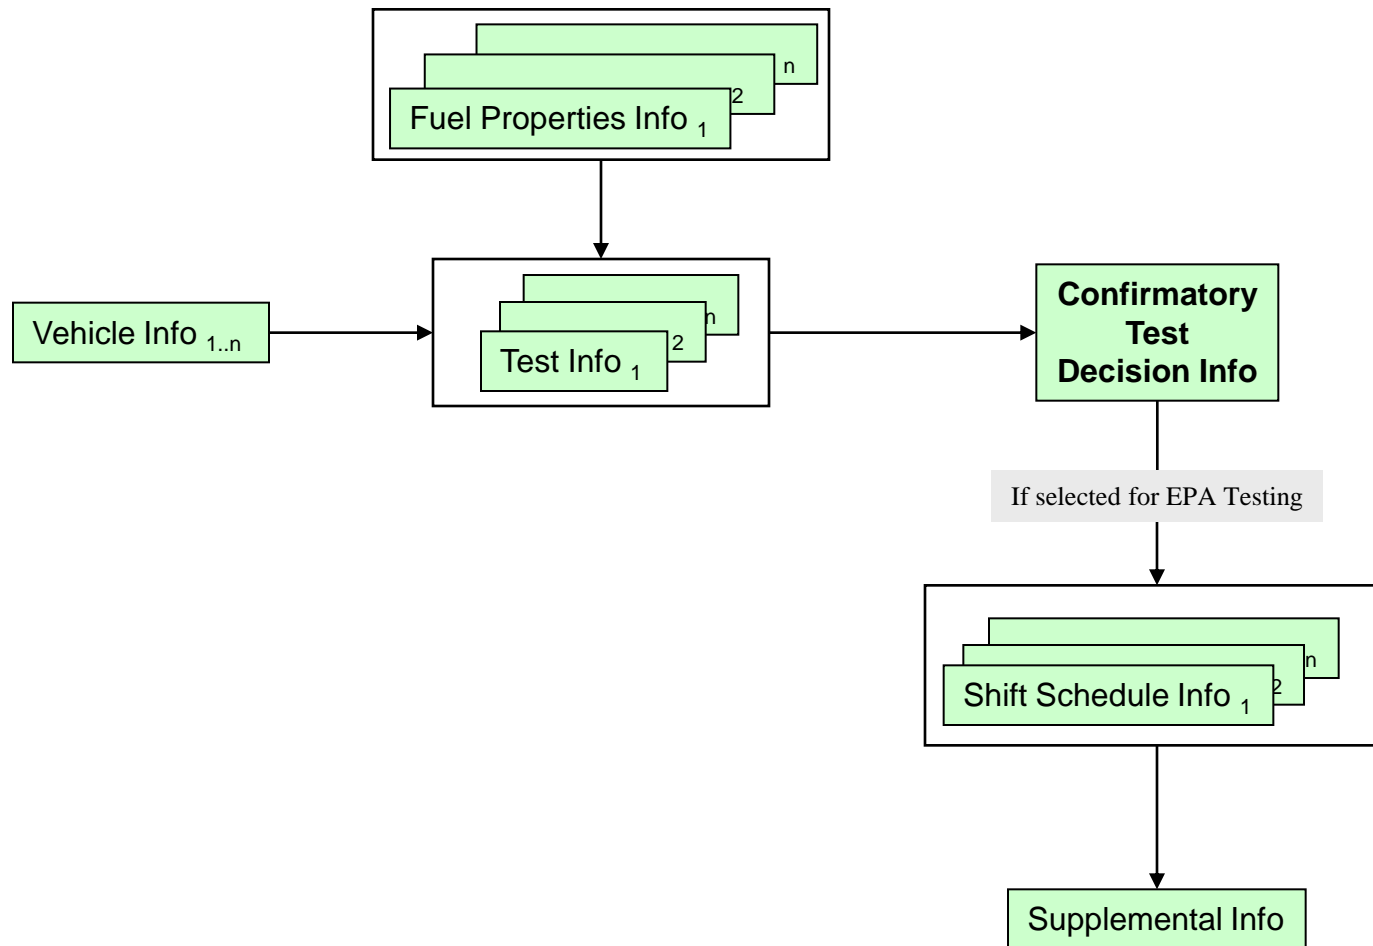 n
2
Fuel Properties Info 1
n
2
Test Info 1
Vehicle Info 1..n
Confirmatory
Test
Decision Info
If selected for EPA Testing
n
2
Shift Schedule Info 1
Supplemental Info